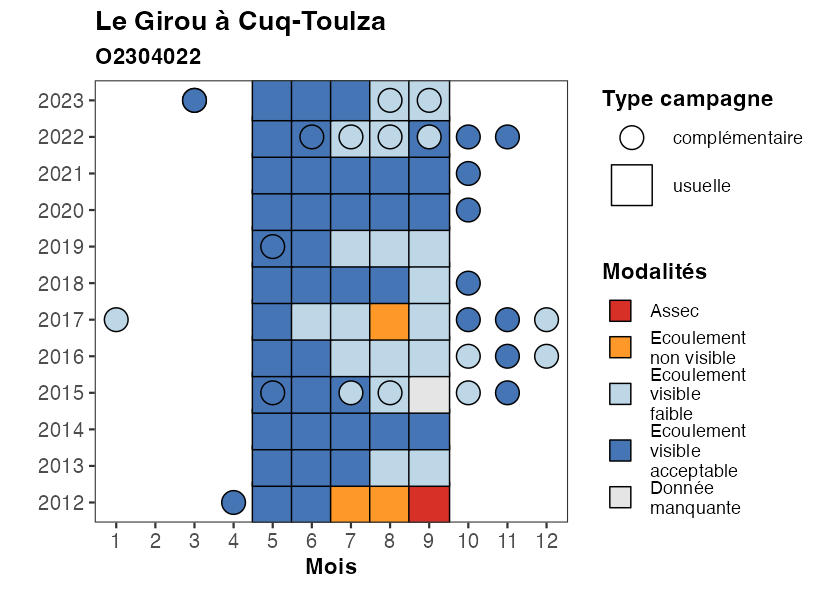 Le Girou à Cuq-Toulza
O2304022
2023
2022
2021
2020
2019
2018
2017
2016
2015
2014
2013
2012
1 2 3 4 5 6 7 8 9 10 11 12
Mois
Type campagne
complémentaire
usuelle
Modalités
Assec
Ecoulement
non visible
Ecoulement
visible
faible
Ecoulement
visible
acceptable
Donnée
manquante